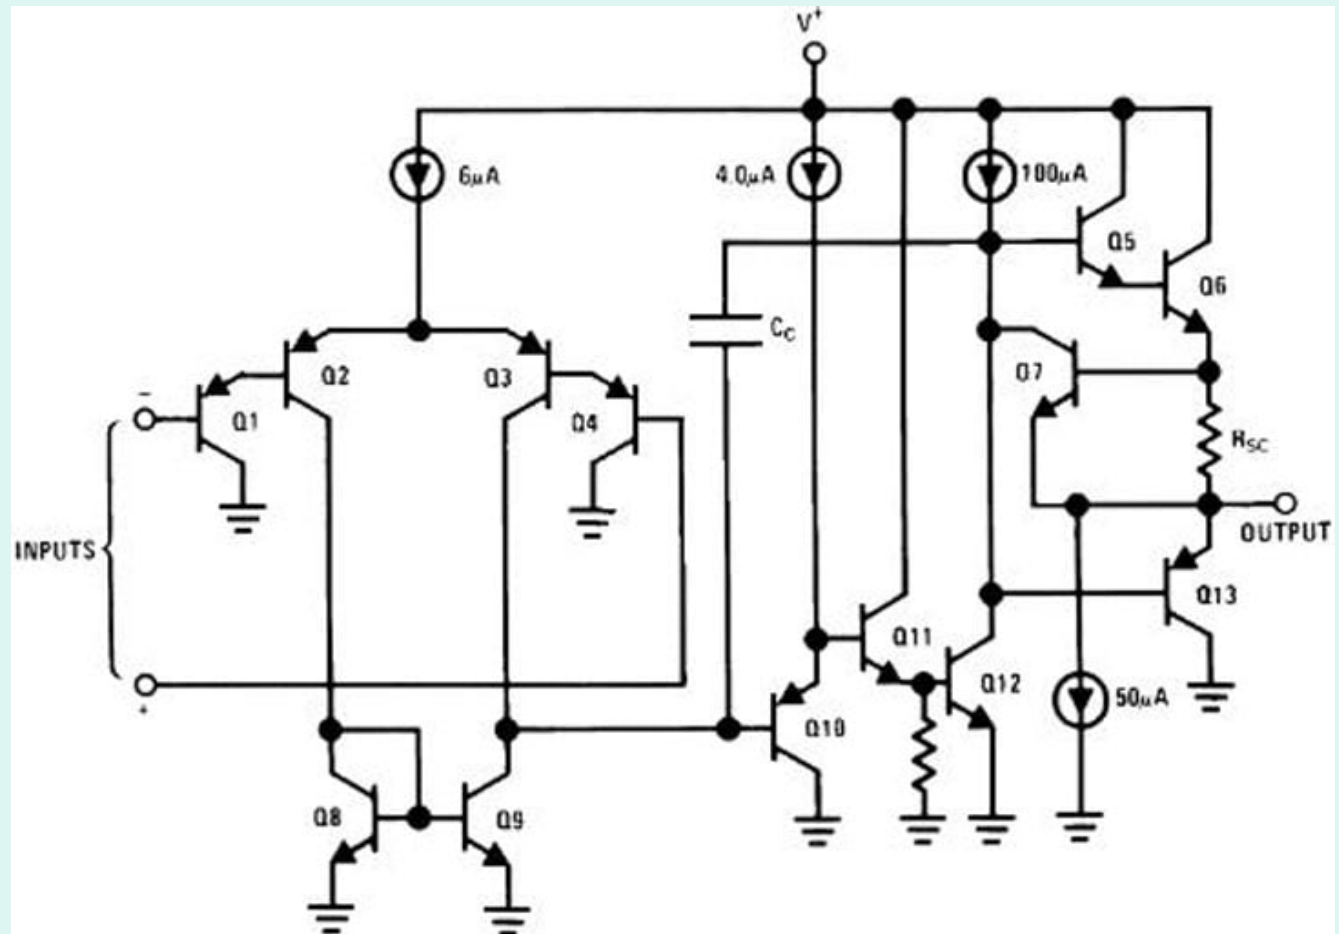 V+
6µA
4.0µA
100µA
Q5
Q6
CC
Q2
Q3
Q7
−
Q1
Q4
RSC
INPUTS
OUTPUT
Q13
Q11
+
Q12
50µA
Q10
Q8
Q9